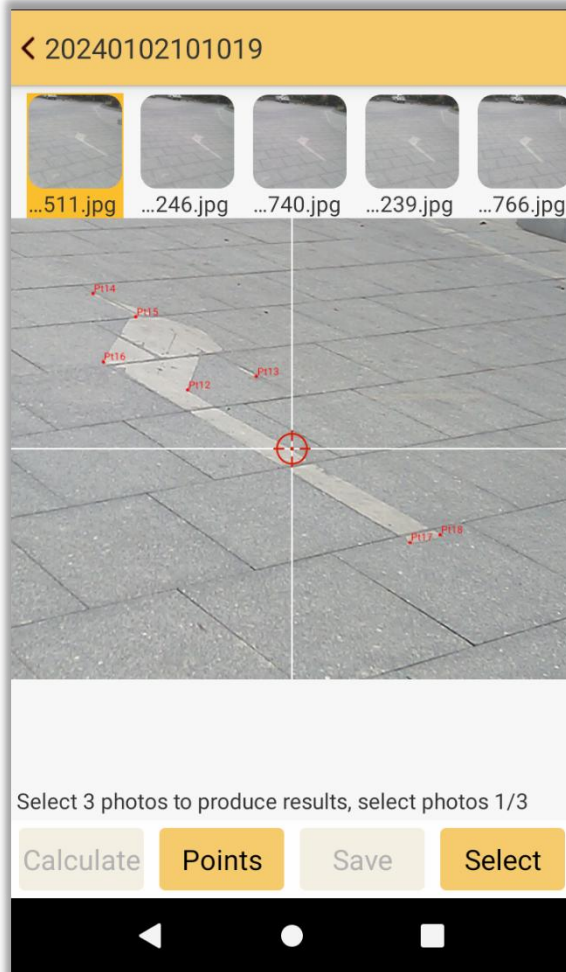 20240102101019
...511.jpg ...246.jpg ...740.jpg ...239.jpg ...766.jpg
Pt14
Pt15
Pt16
Pt13
Pt12
Pt18
Pt17
Select 3 photos to produce results, select photos 1/3
Calculate Points Save Select